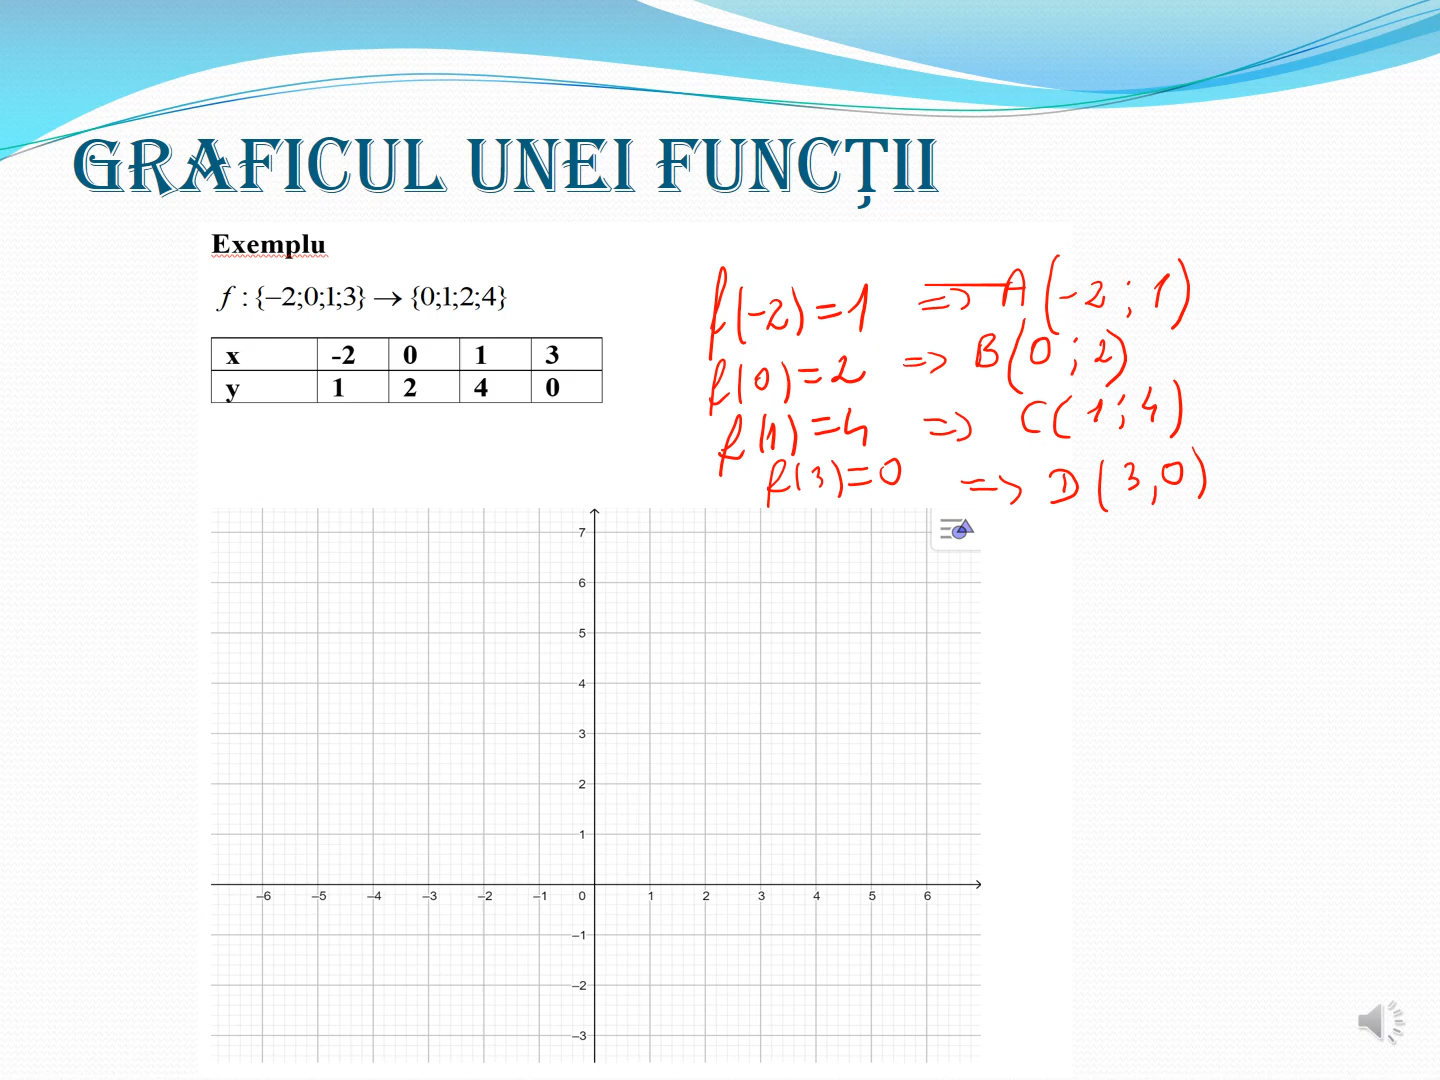 GRAFICUL UNEI FUNCȚII
Exemplu
f : {−2;0;1;3} → {0;1;2;4}
x -2 0 1 3
y 1 2 4 0
f(-2) = 1 => A(-2 ; 1)
f(0) = 2 => B(0 ; 2)
f(1) = 4 => C(1 ; 4)
f(3) = 0 => D(3,0)
7
6
5
4
3
2
1
–6 –5 –4 –3 –2 –1 0 1 2 3 4 5 6
–1
–2
–3